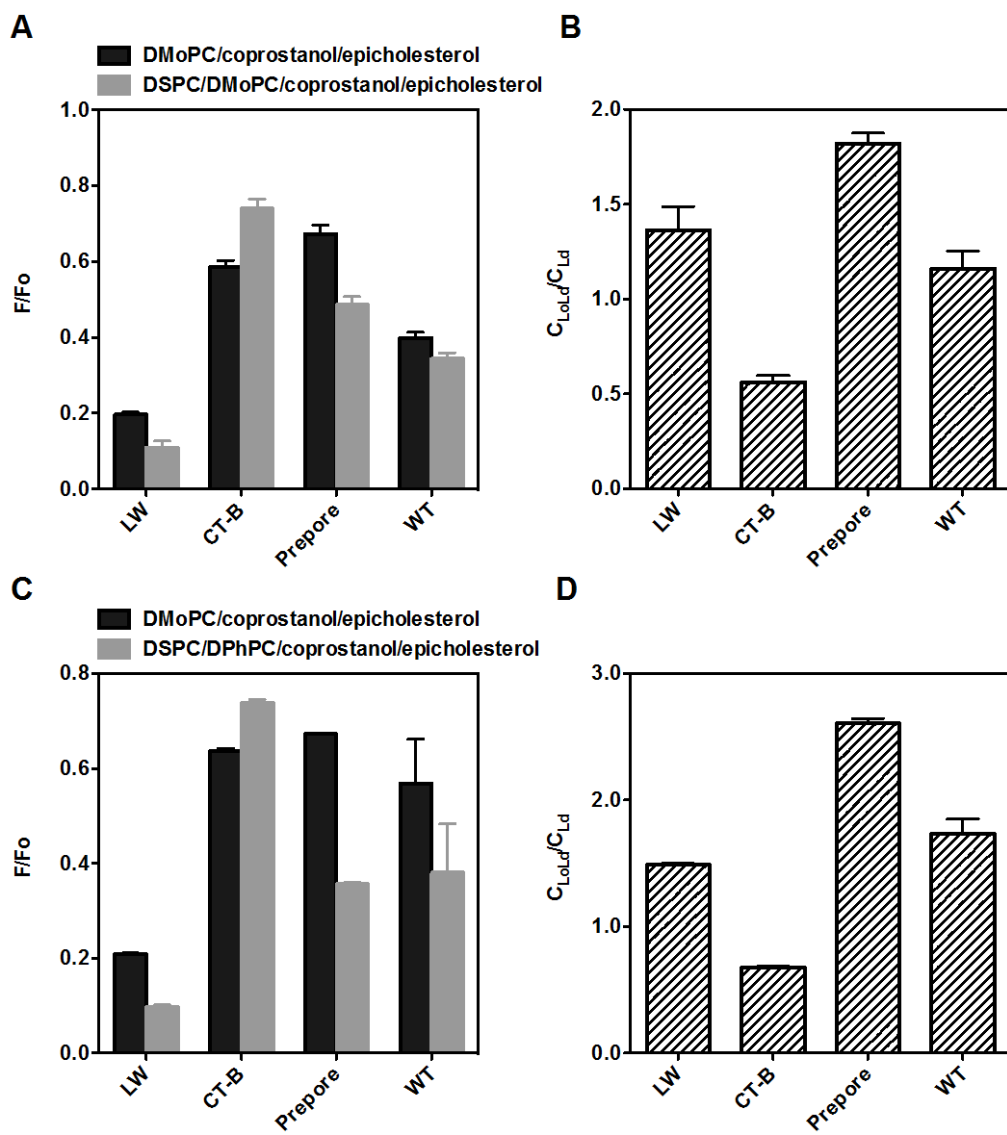 A
DMoPC/coprostanol/epicholesterol
DSPC/DMoPC/coprostanol/epicholesterol
1.0
0.8
0.6
0.4
0.2
0.0
F/Fo
LW
CT-B
Prepore
WT
B
2.0
1.5
1.0
0.5
0.0
CLoLd/CLd
LW
CT-B
Prepore
WT
C
DMoPC/coprostanol/epicholesterol
DSPC/DPhPC/coprostanol/epicholesterol
0.8
0.6
0.4
0.2
0.0
F/Fo
LW
CT-B
Prepore
WT
D
3.0
2.0
1.0
0.0
CLoLd/CLd
LW
CT-B
Prepore
WT